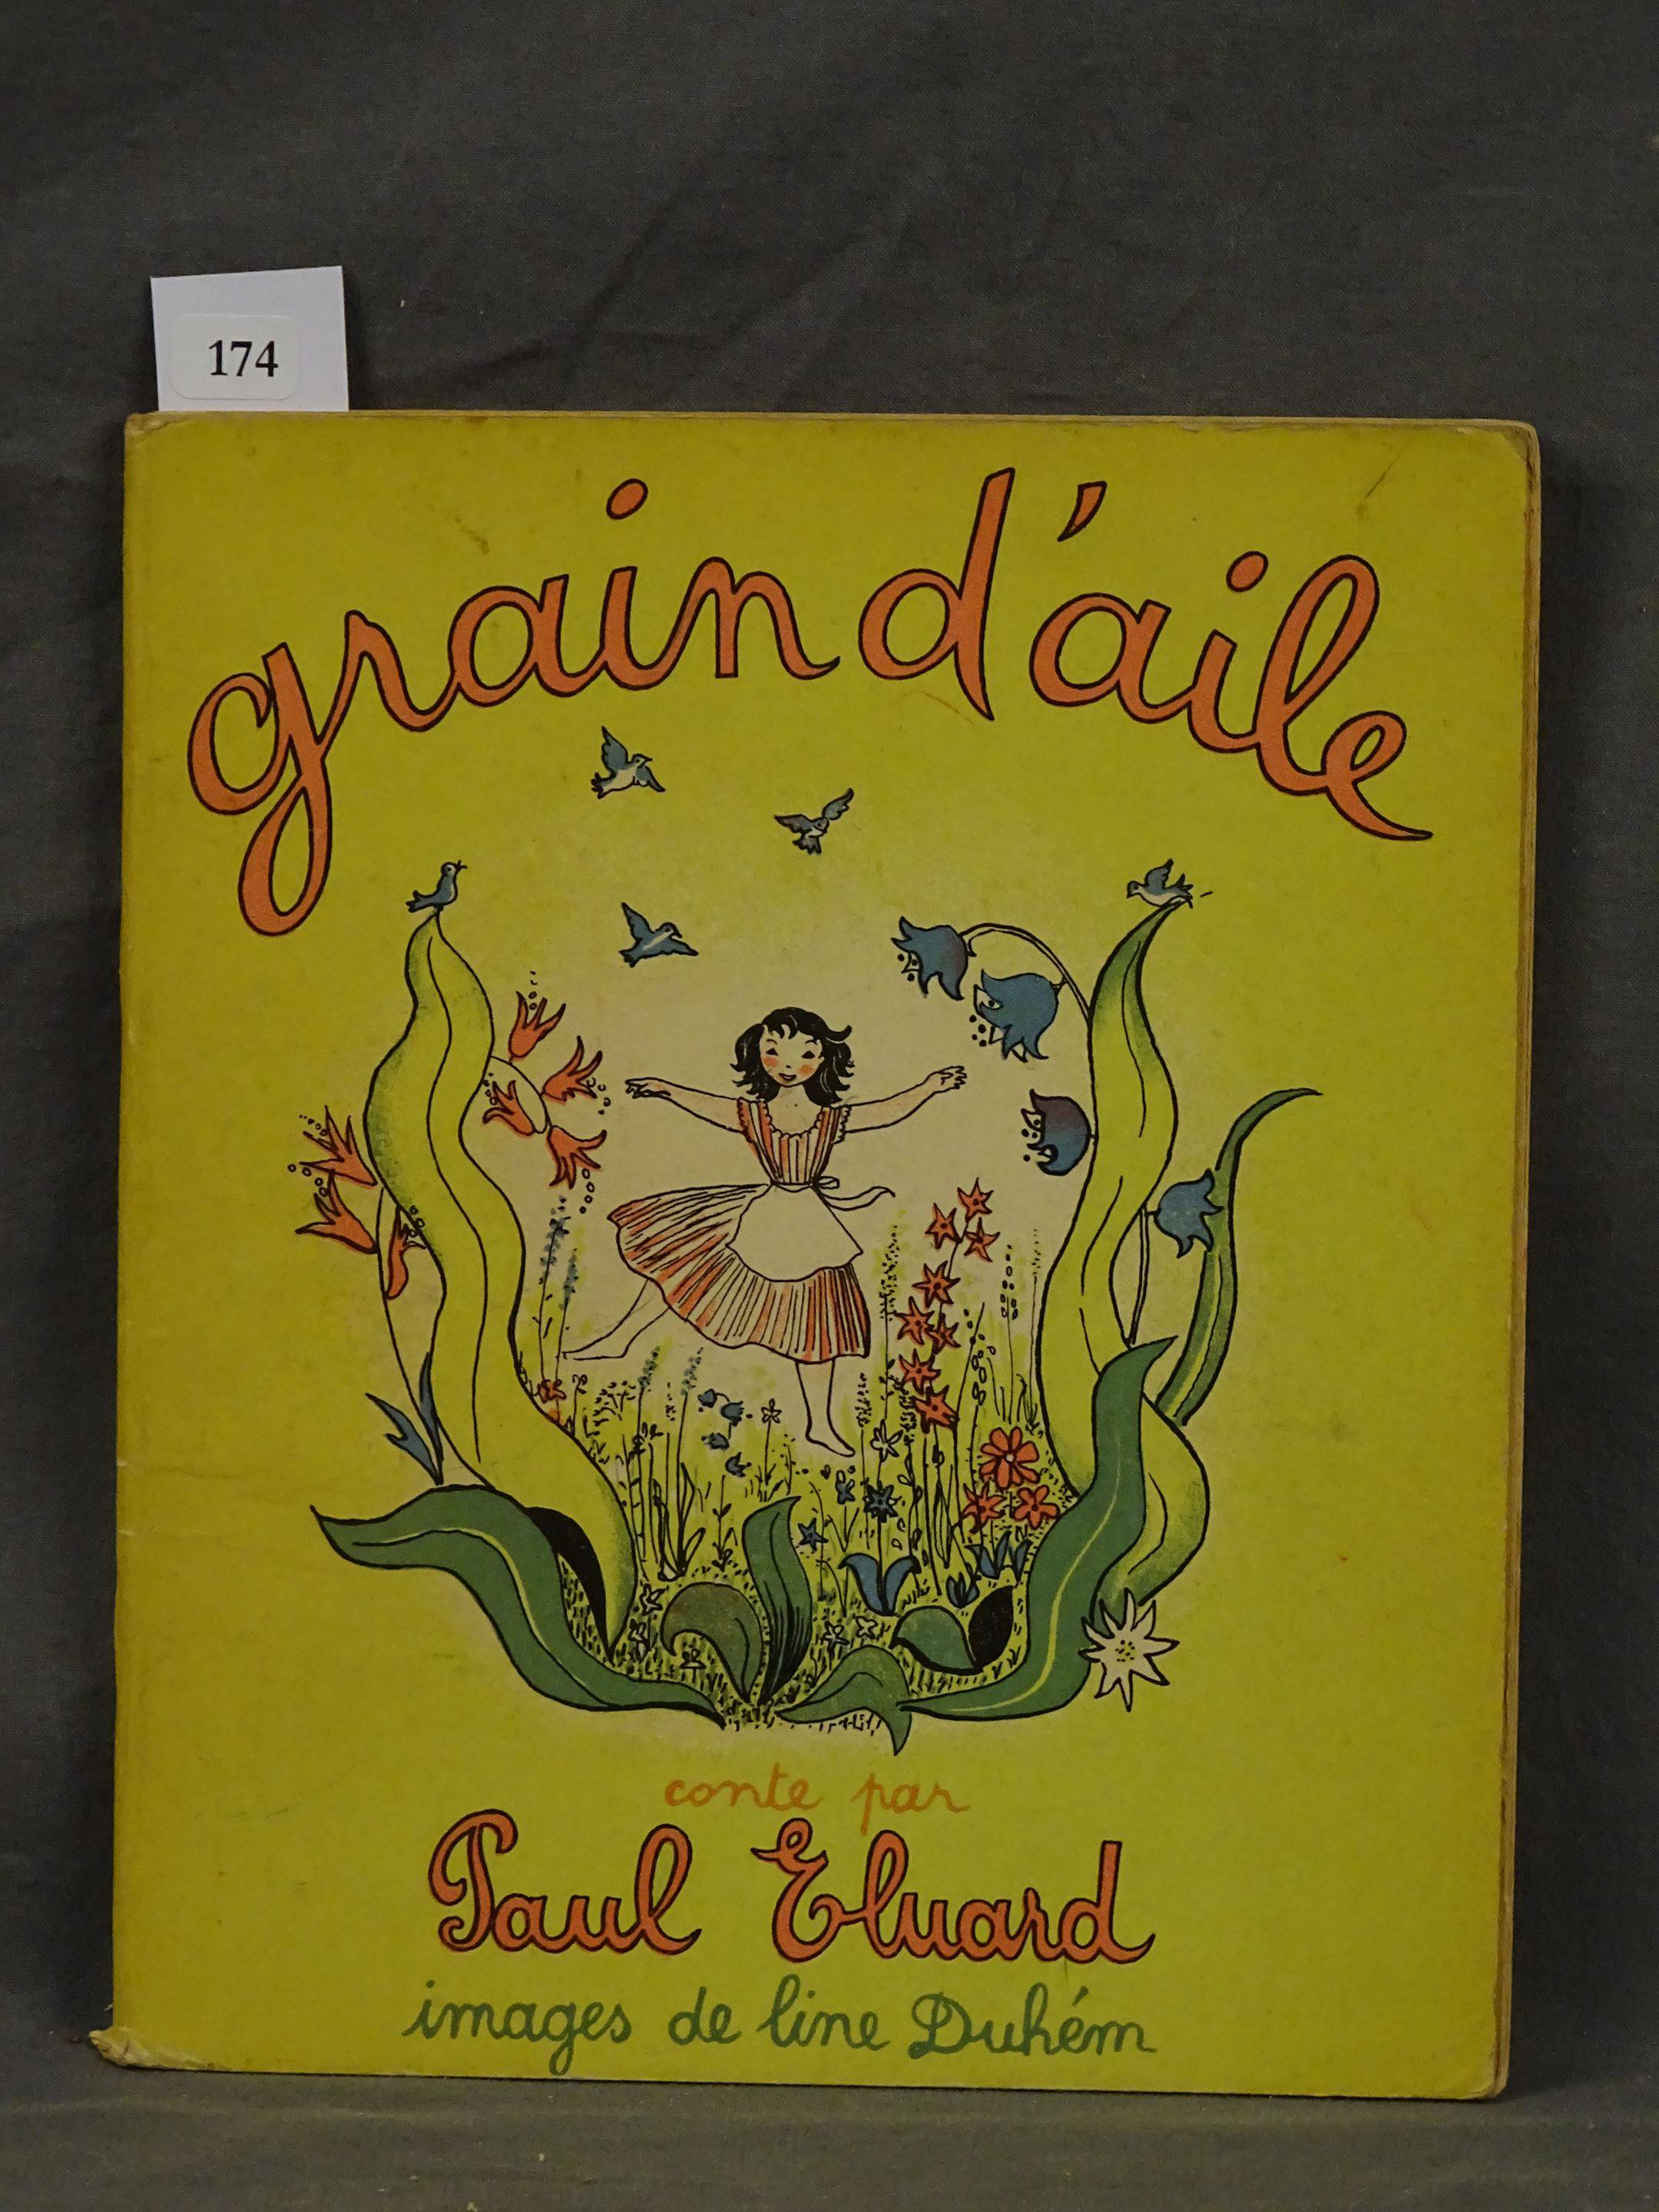 174
grain d'aile
conte par
Paul Eluard
images de line Duhém